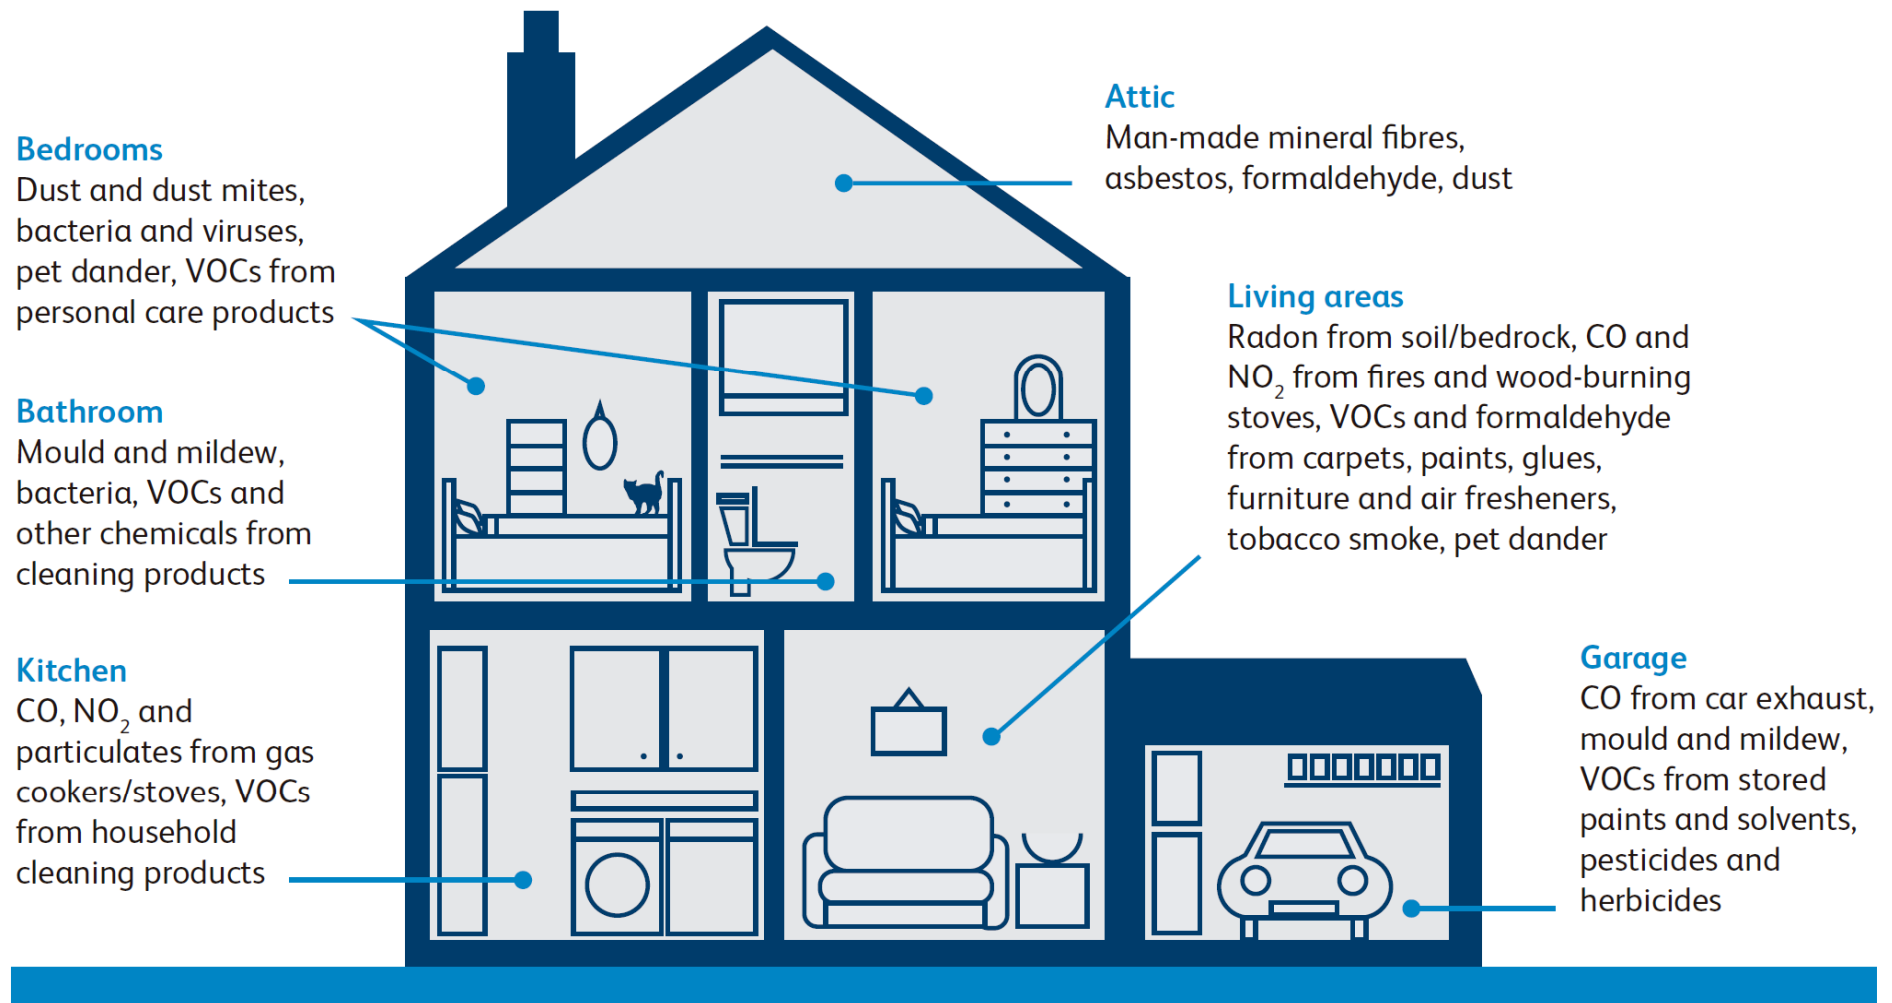 Bedrooms
Dust and dust mites,
bacteria and viruses,
pet dander, VOCs from
personal care products
Bathroom
Mould and mildew,
bacteria, VOCs and
other chemicals from
cleaning products
Kitchen
CO, NO₂ and
particulates from gas
cookers/stoves, VOCs
from household
cleaning products
Attic
Man-made mineral fibres,
asbestos, formaldehyde, dust
Living areas
Radon from soil/bedrock, CO and
NO₂ from fires and wood-burning
stoves, VOCs and formaldehyde
from carpets, paints, glues,
furniture and air fresheners,
tobacco smoke, pet dander
Garage
CO from car exhaust,
mould and mildew,
VOCs from stored
paints and solvents,
pesticides and
herbicides